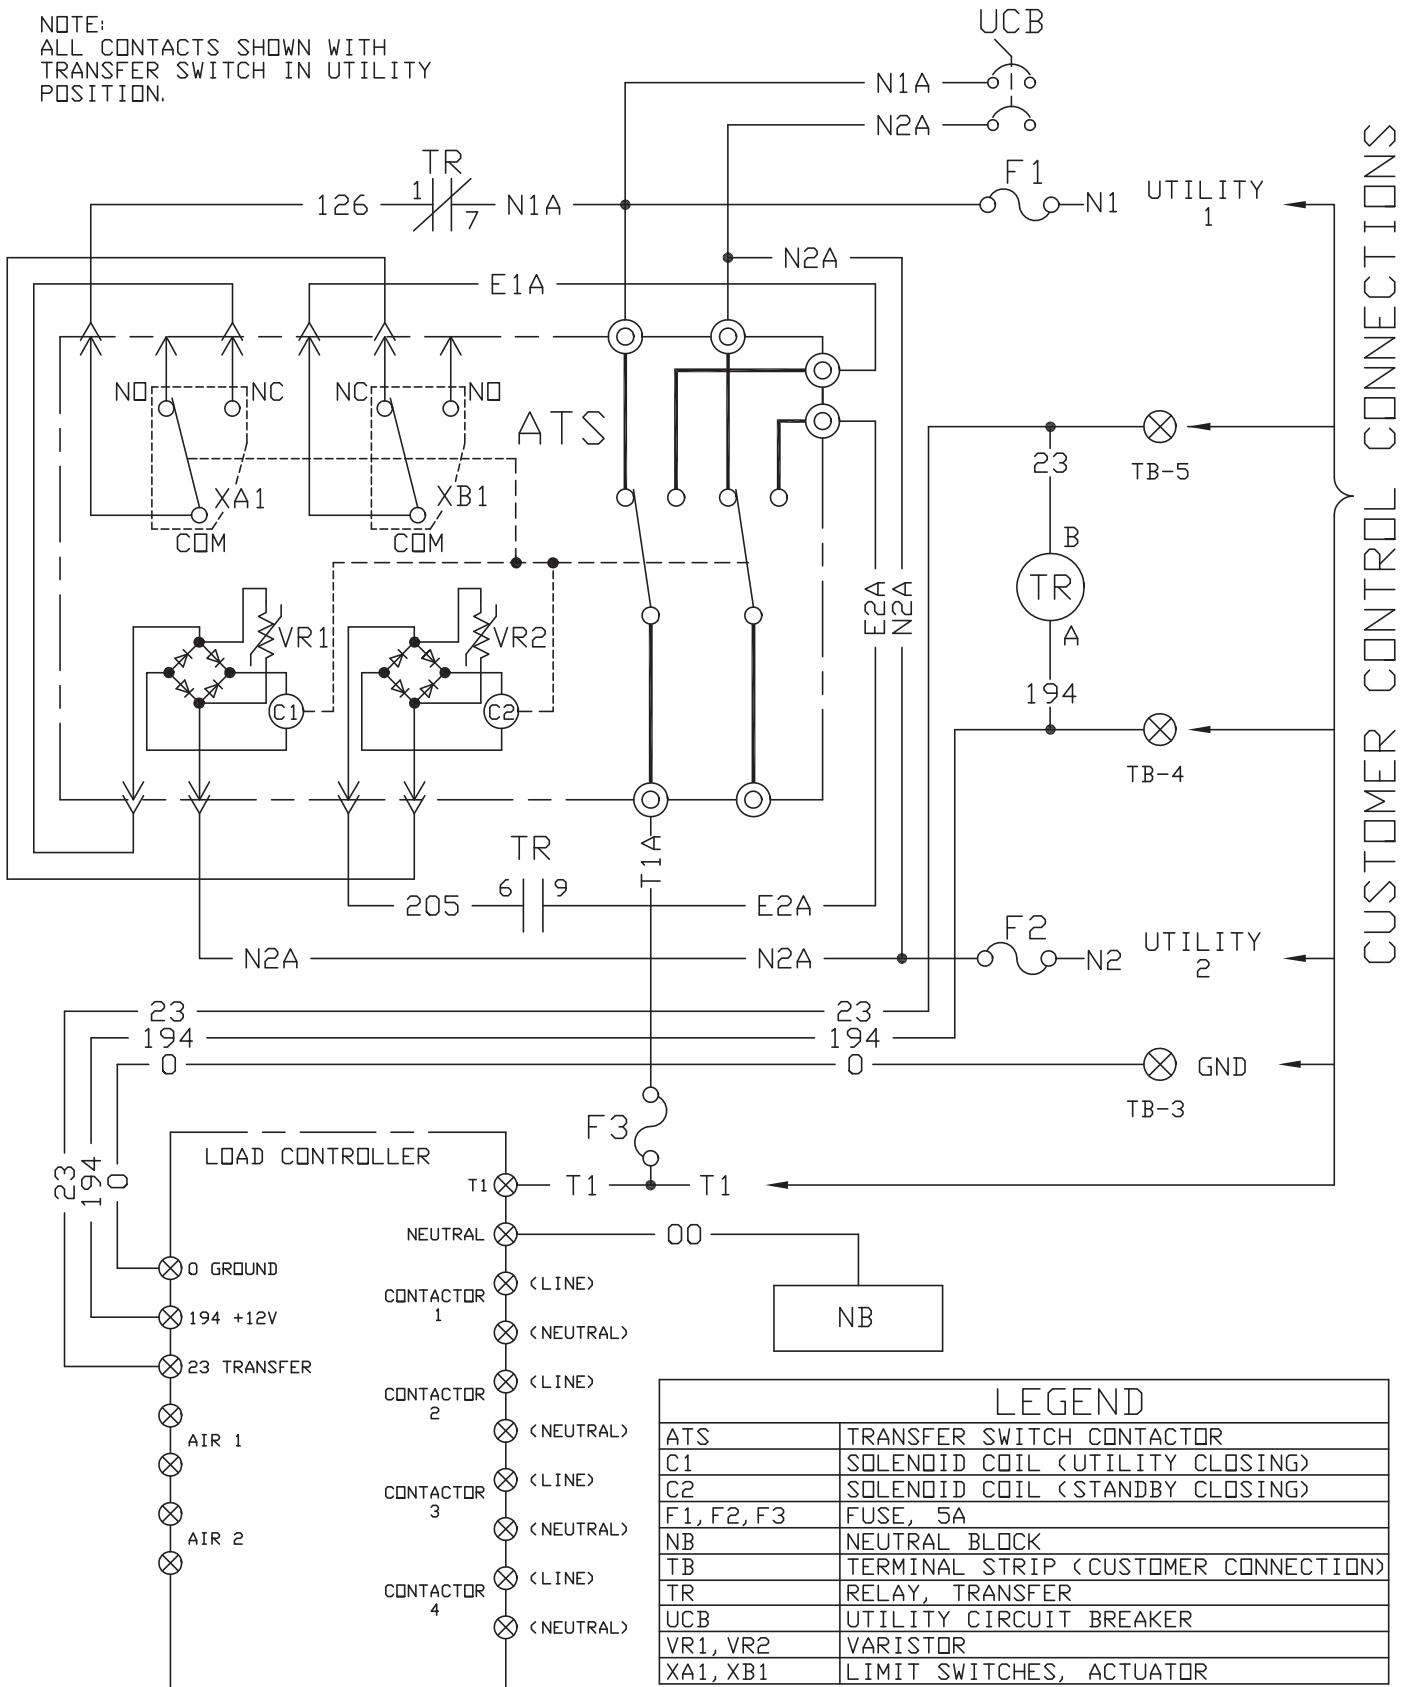 NOTE:
ALL CONTACTS SHOWN WITH
TRANSFER SWITCH IN UTILITY
POSITION.
UCB
N1A
N2A
TR
1
7
126
N1A
F1
N1
UTILITY
1
N2A
E1A
NO
NC
NC
NO
ATS
XA1
XB1
COM
COM
23
TB-5
B
TR
A
194
TB-4
E2A
N2A
VR1
VR2
C1
C2
T1A
TR
6
9
205
E2A
F2
N2
UTILITY
2
N2A
N2A
23
23
194
194
0
0
GND
TB-3
CUSTOMER CONTROL CONNECTIONS
F3
23
194
0
LOAD CONTROLLER
T1
T1
T1
NEUTRAL
00
NB
0 GROUND
194 +12V
23 TRANSFER
AIR 1
AIR 2
CONTACTOR
1
(LINE)
(NEUTRAL)
CONTACTOR
2
(LINE)
(NEUTRAL)
CONTACTOR
3
(LINE)
(NEUTRAL)
CONTACTOR
4
(LINE)
(NEUTRAL)
LEGEND
ATS TRANSFER SWITCH CONTACTOR
C1 SOLENOID COIL (UTILITY CLOSING)
C2 SOLENOID COIL (STANDBY CLOSING)
F1, F2, F3 FUSE, 5A
NB NEUTRAL BLOCK
TB TERMINAL STRIP (CUSTOMER CONNECTION)
TR RELAY, TRANSFER
UCB UTILITY CIRCUIT BREAKER
VR1, VR2 VARISTOR
XA1, XB1 LIMIT SWITCHES, ACTUATOR